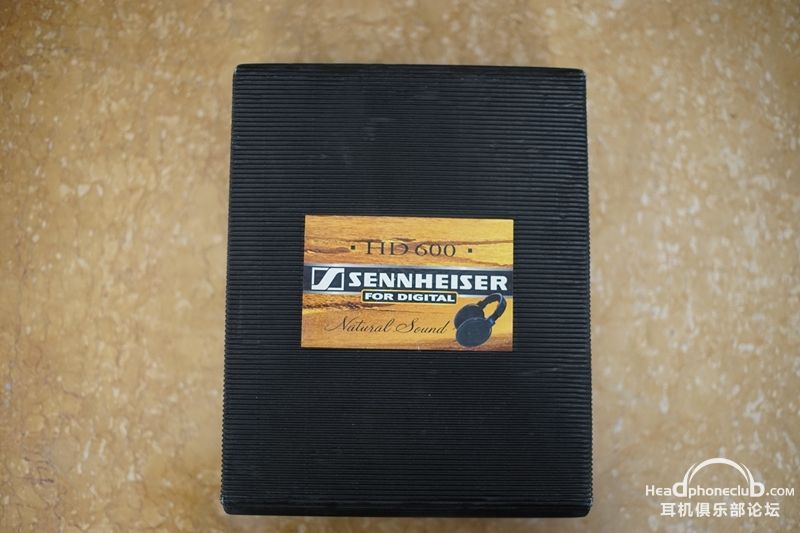 · HD 600 ·
SENNHEISER
FOR DIGITAL
Natural Sound
Headphoneclub.com
耳机俱乐部论坛